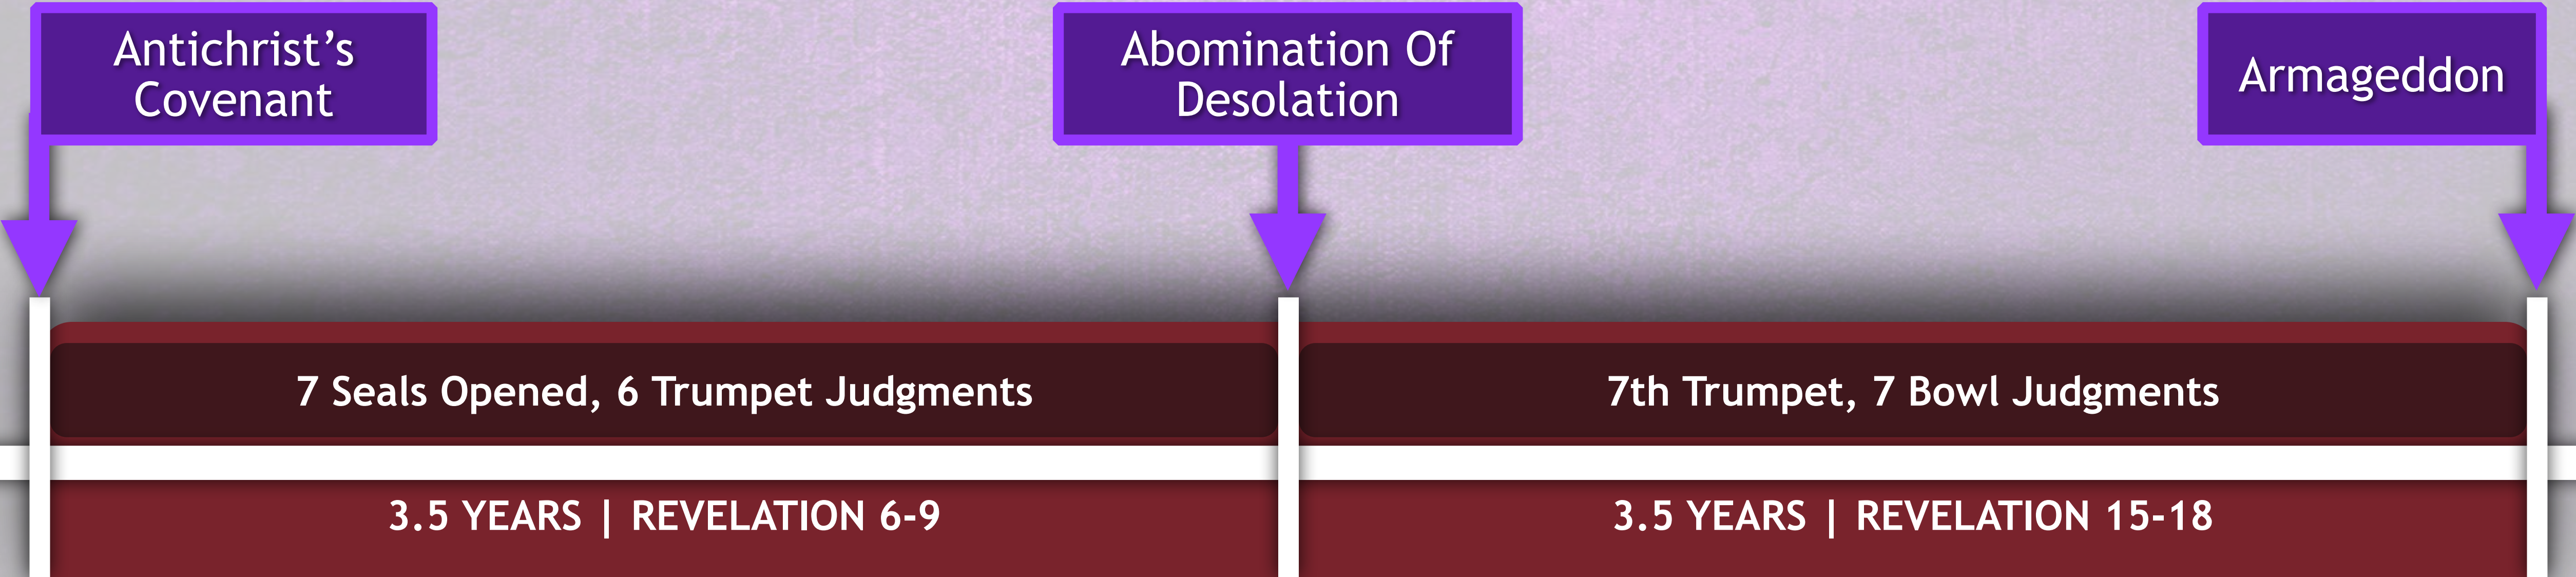 Antichrist’s
Covenant
Abomination Of
Desolation
Armageddon
7 Seals Opened, 6 Trumpet Judgments
7th Trumpet, 7 Bowl Judgments
3.5 YEARS | REVELATION 6-9
3.5 YEARS | REVELATION 15-18